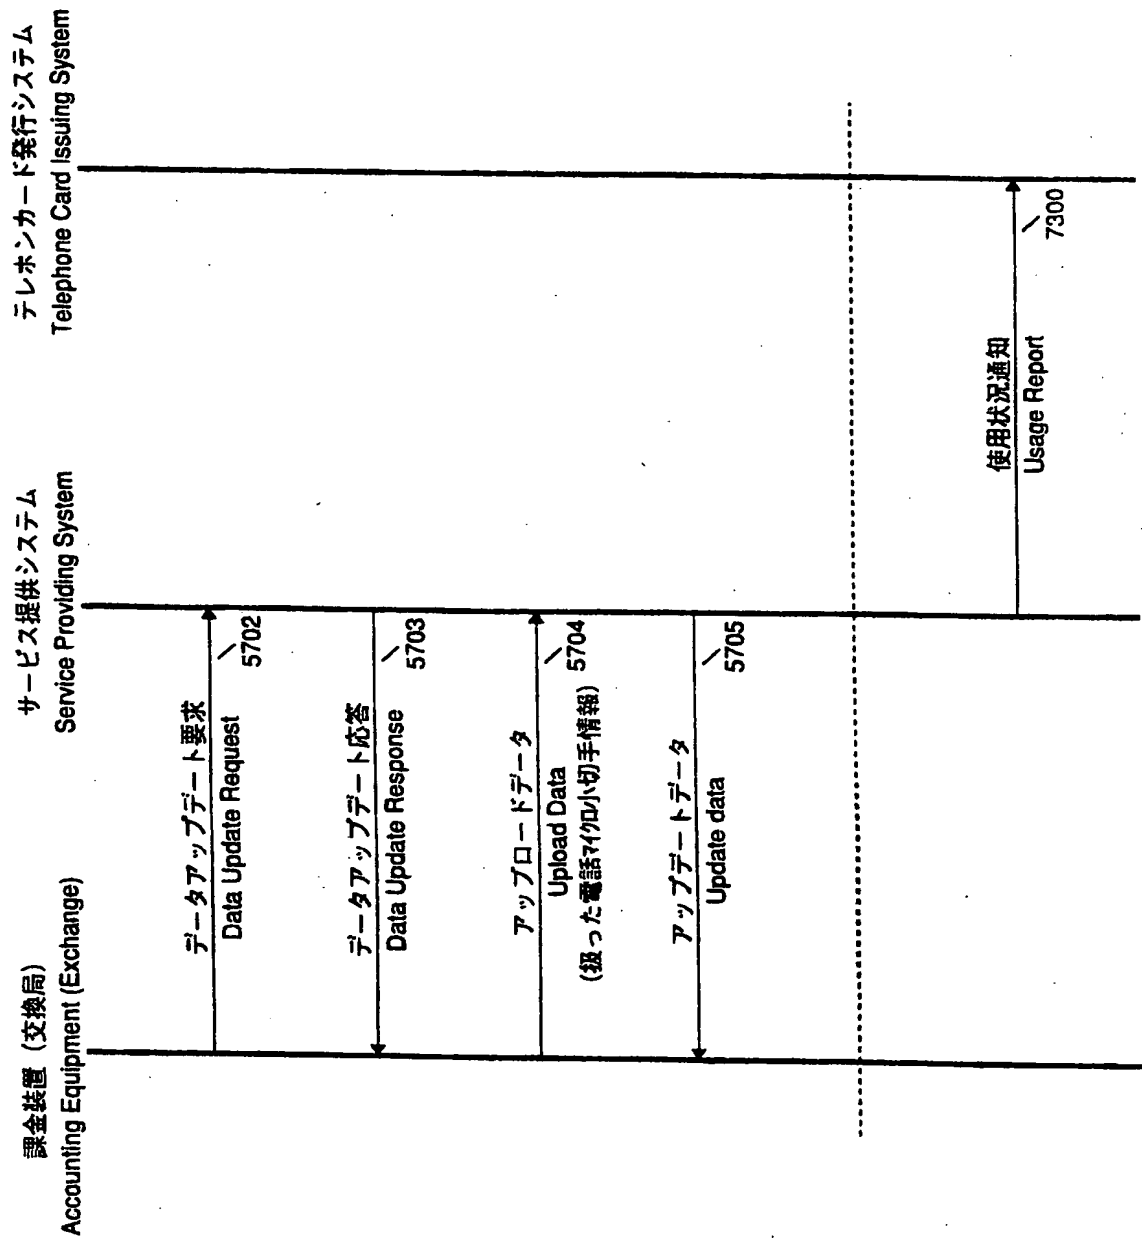 課金装置 (交換局)
Accounting Equipment (Exchange)
サービス提供システム
Service Providing System
テレホンカード発行システム
Telephone Card Issuing System
データアップデート要求
Data Update Request
5702
データアップデート応答
Data Update Response
5703
アップロードデータ
Upload Data
(扱った電話マイクロ小切手情報)
5704
アップデートデータ
Update data
5705
使用状況通知
Usage Report
7300